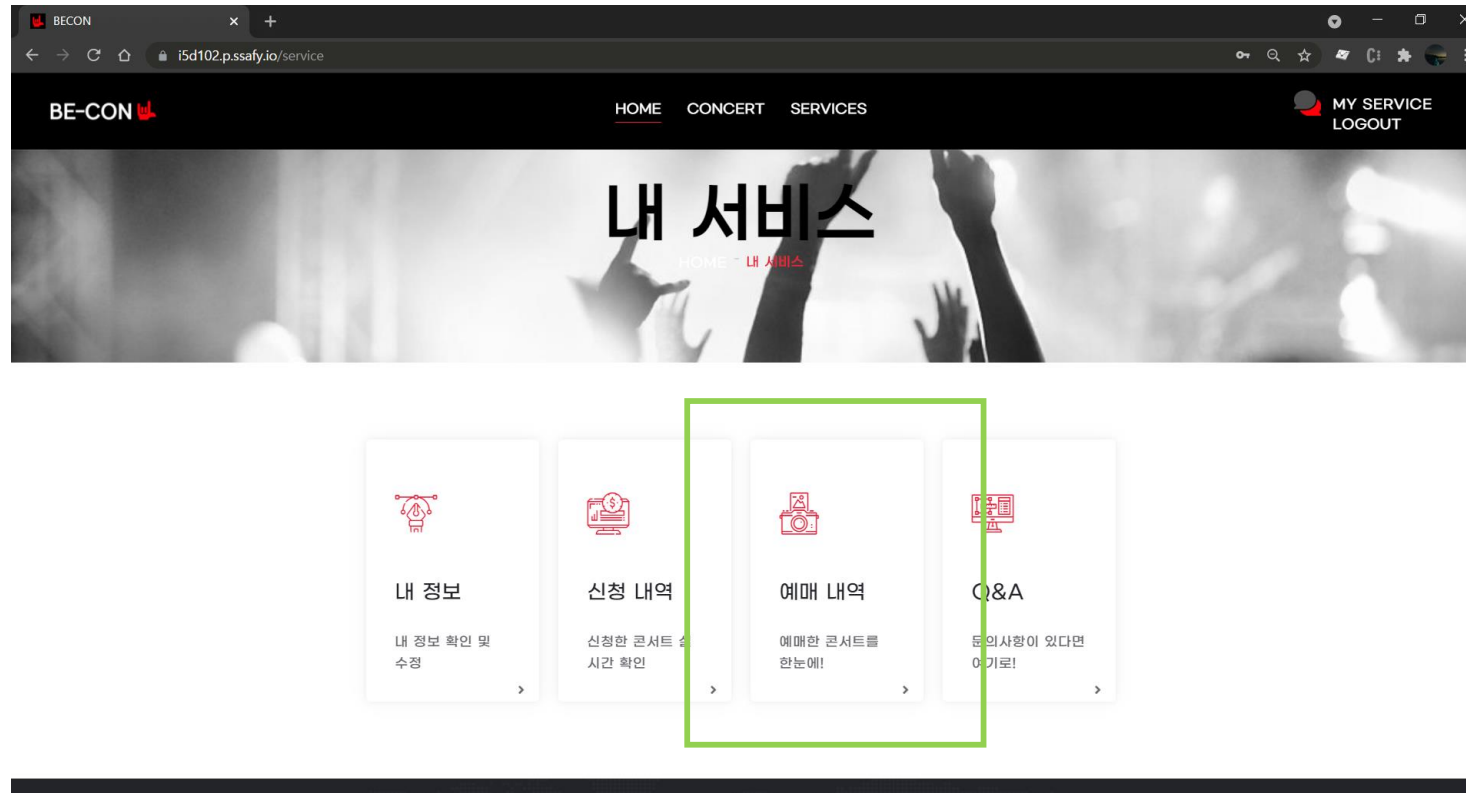 BECON
i5d102.p.ssafy.io/service
BE-CON
HOME CONCERT SERVICES
MY SERVICE
LOGOUT
내 서비스
HOME - 내 서비스
내 정보
내 정보 확인 및
수정
신청 내역
신청한 콘서트 실
시간 확인
예매 내역
예매한 콘서트를
한눈에!
Q&A
문의사항이 있다면
여기로!